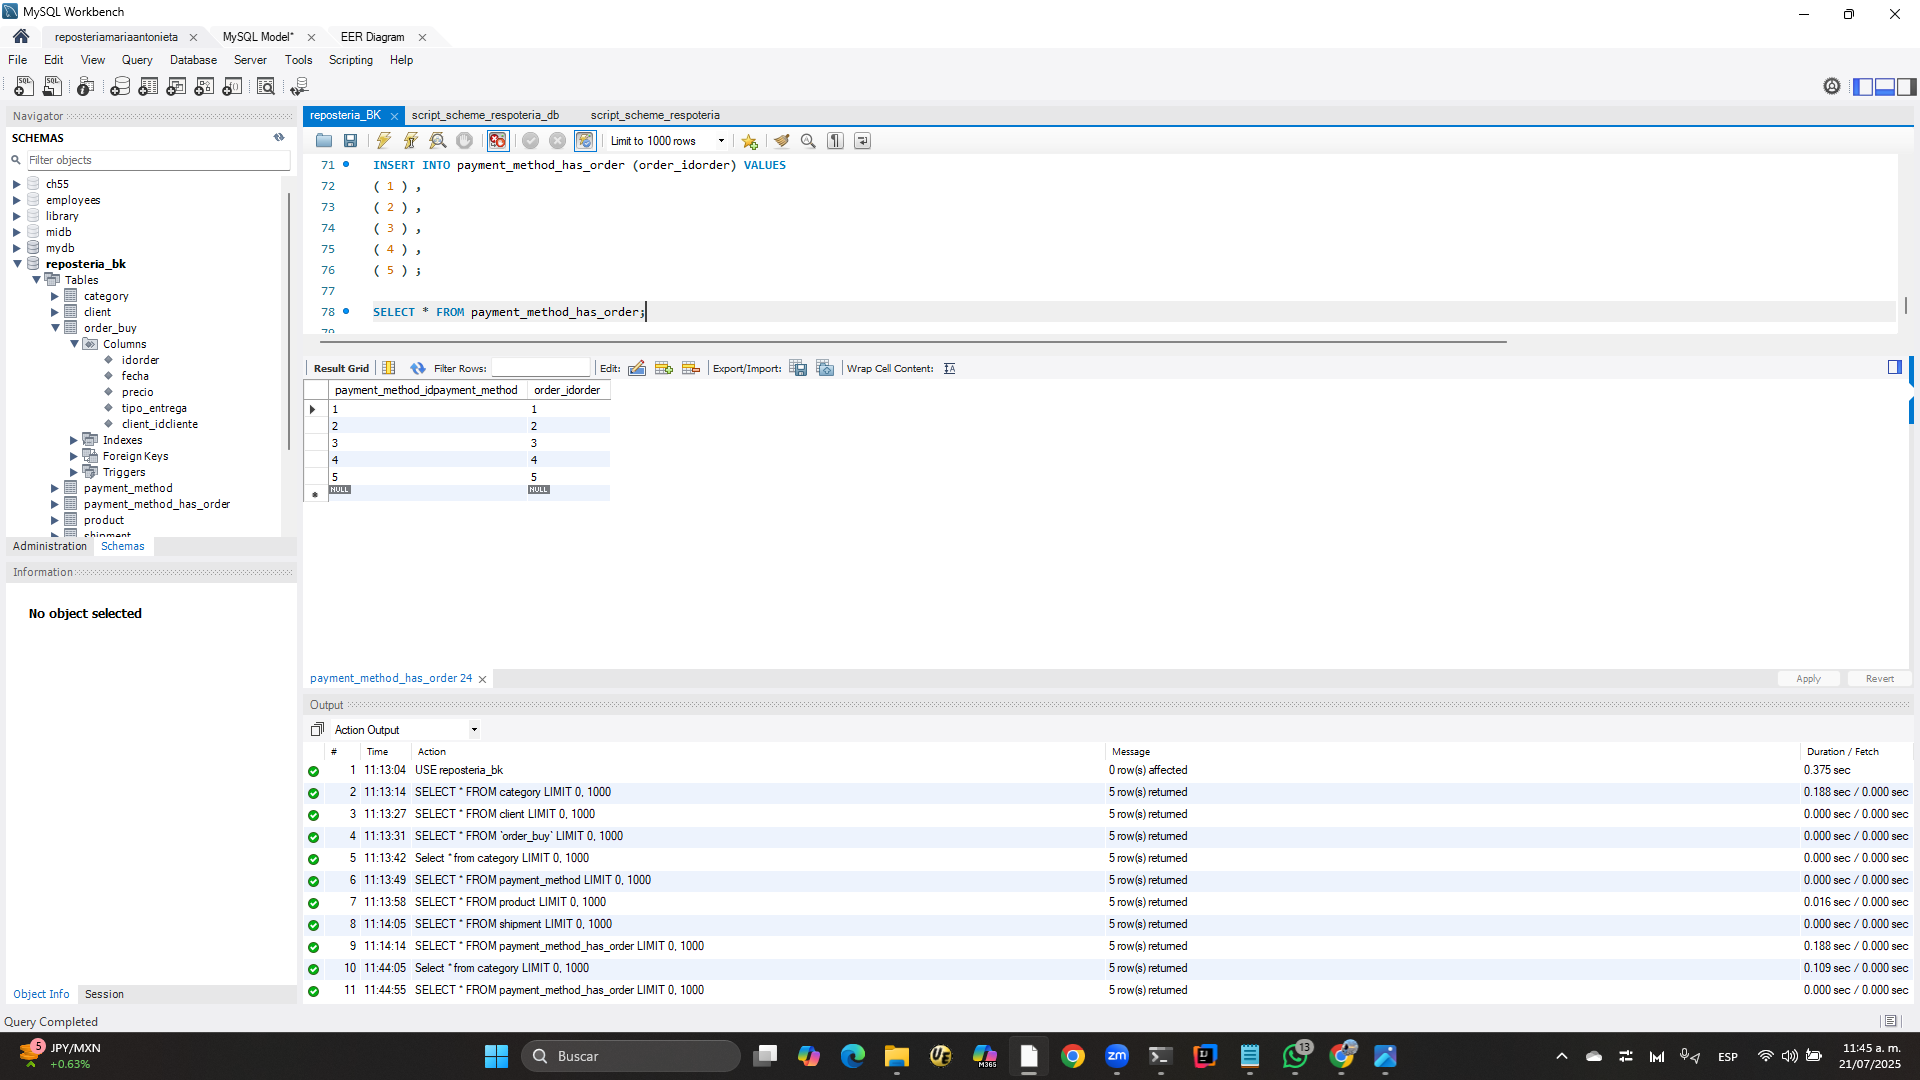 MySQL Workbench
reposteriamariaantonieta
MySQL Model*
EER Diagram
File Edit View Query Database Server Tools Scripting Help
Navigator
SCHEMAS
Filter objects
ch55
employees
library
midb
mydb
reposteria_bk
Tables
category
client
order_buy
Columns
idorder
fecha
precio
tipo_entrega
client_idcliente
Indexes
Foreign Keys
Triggers
payment_method
payment_method_has_order
product
shipment
Administration Schemas
Information
No object selected
Object Info Session
reposteria_BK script_scheme_respoteria_db script_scheme_respoteria
Limit to 1000 rows
71 INSERT INTO payment_method_has_order (order_idorder) VALUES
72 ( 1 ) ,
73 ( 2 ) ,
74 ( 3 ) ,
75 ( 4 ) ,
76 ( 5 ) ;
77
78 SELECT * FROM payment_method_has_order;
79
Result Grid Filter Rows: Edit: Export/Import: Wrap Cell Content:
payment_method_idpayment_method order_idorder
1 1
2 2
3 3
4 4
5 5
NULL NULL
payment_method_has_order 24
Apply Revert
Output
Action Output
# Time Action Message Duration / Fetch
1 11:13:04 USE reposteria_bk 0 row(s) affected 0.375 sec
2 11:13:14 SELECT * FROM category LIMIT 0, 1000 5 row(s) returned 0.188 sec / 0.000 sec
3 11:13:27 SELECT * FROM client LIMIT 0, 1000 5 row(s) returned 0.000 sec / 0.000 sec
4 11:13:31 SELECT * FROM `order_buy` LIMIT 0, 1000 5 row(s) returned 0.000 sec / 0.000 sec
5 11:13:42 Select * from category LIMIT 0, 1000 5 row(s) returned 0.000 sec / 0.000 sec
6 11:13:49 SELECT * FROM payment_method LIMIT 0, 1000 5 row(s) returned 0.000 sec / 0.000 sec
7 11:13:58 SELECT * FROM product LIMIT 0, 1000 5 row(s) returned 0.016 sec / 0.000 sec
8 11:14:05 SELECT * FROM shipment LIMIT 0, 1000 5 row(s) returned 0.000 sec / 0.000 sec
9 11:14:14 SELECT * FROM payment_method_has_order LIMIT 0, 1000 5 row(s) returned 0.188 sec / 0.000 sec
10 11:44:05 Select * from category LIMIT 0, 1000 5 row(s) returned 0.109 sec / 0.000 sec
11 11:44:55 SELECT * FROM payment_method_has_order LIMIT 0, 1000 5 row(s) returned 0.000 sec / 0.000 sec
Query Completed
5
JPY/MXN
+0.63%
Buscar
M365
zm
13
ESP
11:45 a. m.
21/07/2025